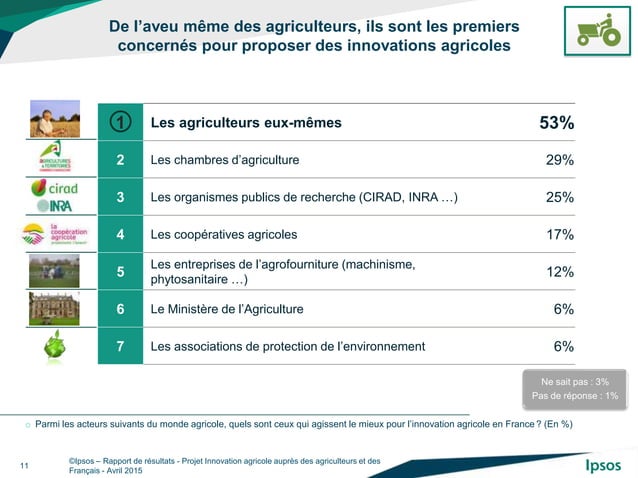 De l’aveu même des agriculteurs, ils sont les premiers
concernés pour proposer des innovations agricoles
1 Les agriculteurs eux-mêmes 53%
AGRICULTURES
& TERRITOIRES
2 Les chambres d’agriculture 29%
cirad
INRA
3 Les organismes publics de recherche (CIRAD, INRA …) 25%
la
coopération
agricole
4 Les coopératives agricoles 17%
5 Les entreprises de l’agrofourniture (machinisme,
phytosanitaire …) 12%
6 Le Ministère de l’Agriculture 6%
7 Les associations de protection de l’environnement 6%
Ne sait pas : 3%
Pas de réponse : 1%
o Parmi les acteurs suivants du monde agricole, quels sont ceux qui agissent le mieux pour l’innovation agricole en France ? (En %)
11
©Ipsos – Rapport de résultats - Projet Innovation agricole auprès des agriculteurs et des
Français - Avril 2015
Ipsos